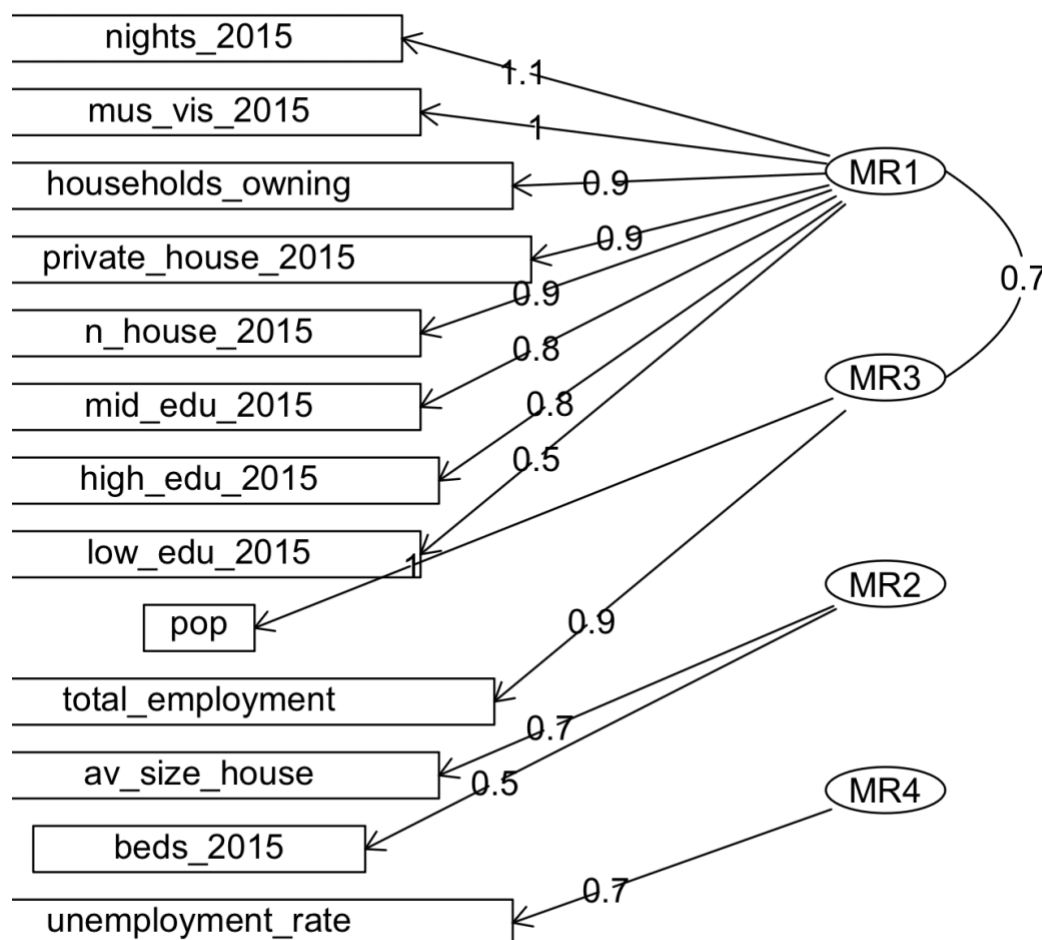 nights_2015
1.1
mus_vis_2015
1
MR1
households_owning
0.9
private_house_2015
0.9
0.7
n_house_2015
0.9
mid_edu_2015
0.8
MR3
high_edu_2015
0.8
low_edu_2015
0.5
1
pop
MR2
0.9
total_employment
0.7
av_size_house
0.5
MR4
beds_2015
0.7
unemployment_rate